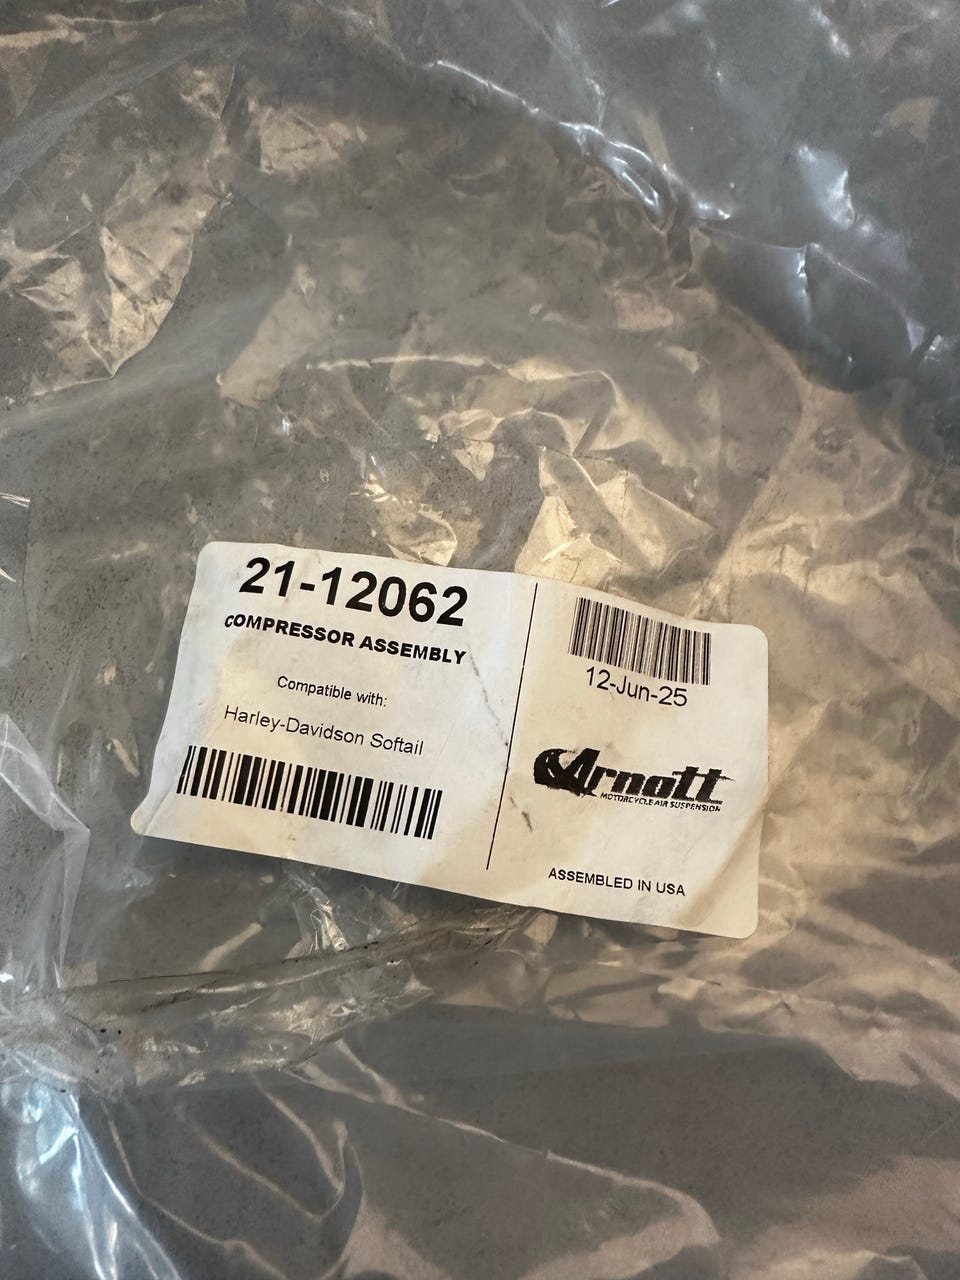 21-12062
COMPRESSOR ASSEMBLY
Compatible with:
Harley-Davidson Softail
12-Jun-25
Arnott
MOTORCYCLE AIR SUSPENSION
ASSEMBLED IN USA